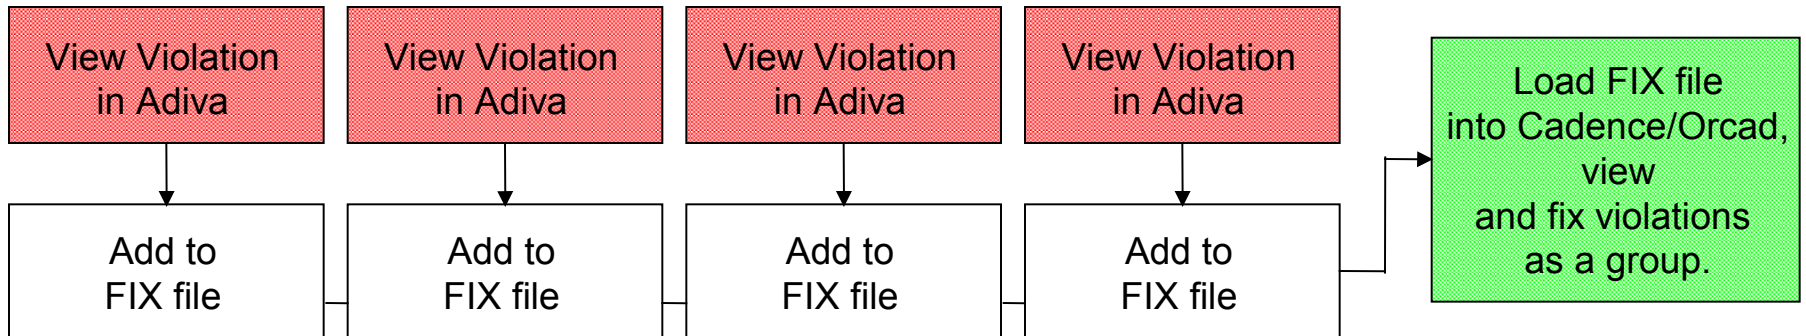 View Violation
in Adiva
View Violation
in Adiva
View Violation
in Adiva
View Violation
in Adiva
Load FIX file
into Cadence/Orcad,
view
and fix violations
as a group.
Add to
FIX file
Add to
FIX file
Add to
FIX file
Add to
FIX file